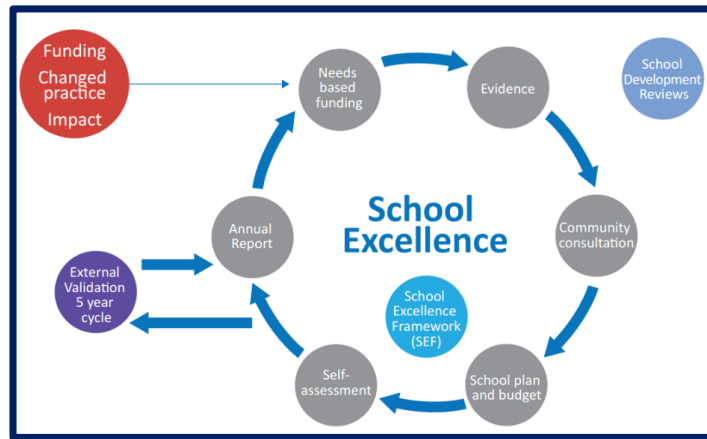 Funding
Changed
practice
Impact
Needs
based
funding
Evidence
School
Development
Reviews
Community
consultation
School plan
and budget
Self-
assessment
Annual
Report
External
Validation
5 year
cycle
School
Excellence
School
Excellence
Framework
(SEF)